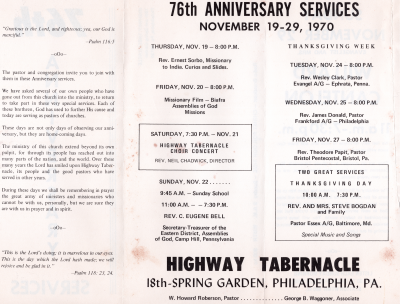 "Gracious is the Lord, and righteous; yea, our God is merciful."
-Psalm 116:5
-oOo-
The pastor and congregation invite you to join with them in these Anniversary services.
We have asked several of our own people who have gone out from this church into the ministry, to return to take part in these very special services. Each of these brethren, God has used to further His cause and today are serving as pastors of churches.
These days are not only days of observing our anniversary, but they are home-coming days.
The ministry of this church extend beyond its own pulpit, for through its people has reached out into many parts of the nation, and the world. Over these many years the Lord has smiled upon Highway Tabernacle, its people and the good pastors who have served in other years.
During these days we shall be remembering in prayer the great army of ministers and missionaries who cannot be with us, personally, but we are sure they are with us in prayer and in spirit.
-oOo-
"This is the Lord's doing; it is marvelous in our eyes. This is the day which the Lord hath made; we will rejoice and be glad in it."
-Psalm 118: 23, 24.
76th ANNIVERSARY SERVICES
NOVEMBER 19-29, 1970
THURSDAY, NOV. 19 – 8:00 P.M.
Rev. Ernest Sorbo, Missionary
to India. Curios and Slides.
FRIDAY, NOV. 20 – 8:00 P.M.
Missionary Film – Biafra
Assemblies of God
Missions
SATURDAY, 7:30 P.M. – NOV. 21
HIGHWAY TABERNACLE
CHOIR CONCERT
REV. NEIL CHADWICK, DIRECTOR
SUNDAY, NOV. 22 .......
9:45 A.M. – Sunday School
11:00 A.M. – 7:30 P.M.
REV. C. EUGENE BELL
Secretary-Treasurer of the
Eastern District, Assemblies
of God, Camp Hill, Pennsylvania
THANKSGIVING WEEK
TUESDAY, NOV. 24 – 8:00 P.M.
Rev. Wesley Clark, Pastor
Evangel A/G – Ephrata, Penna.
WEDNESDAY, NOV. 25 – 8:00 P.M.
Rev. James Donald, Pastor
Frankford A/G – Philadelphia
FRIDAY, NOV. 27 – 8:00 P.M.
Rev. Theodore Pipit, Pastor
Bristol Pentecostal, Bristol, Pa.
TWO GREAT SERVICES
THANKSGIVING DAY
10:00 A.M. 7:30 P.M.
REV. AND MRS. STEVE BOGDAN
and Family
Pastor Essex A/G, Baltimore, Md.
Special Music and Songs
HIGHWAY TABERNACLE
18th-SPRING GARDEN, PHILADELPHIA, PA.
W. Howard Roberson, Pastor ............ George B. Waggoner, Associate